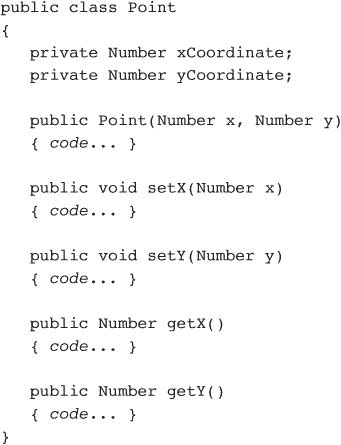 public class Point
{
private Number xCoordinate;
private Number yCoordinate;
public Point(Number x, Number y)
{ code... }
public void setX(Number x)
{ code... }
public void setY(Number y)
{ code... }
public Number getX()
{ code... }
public Number getY()
{ code... }
}